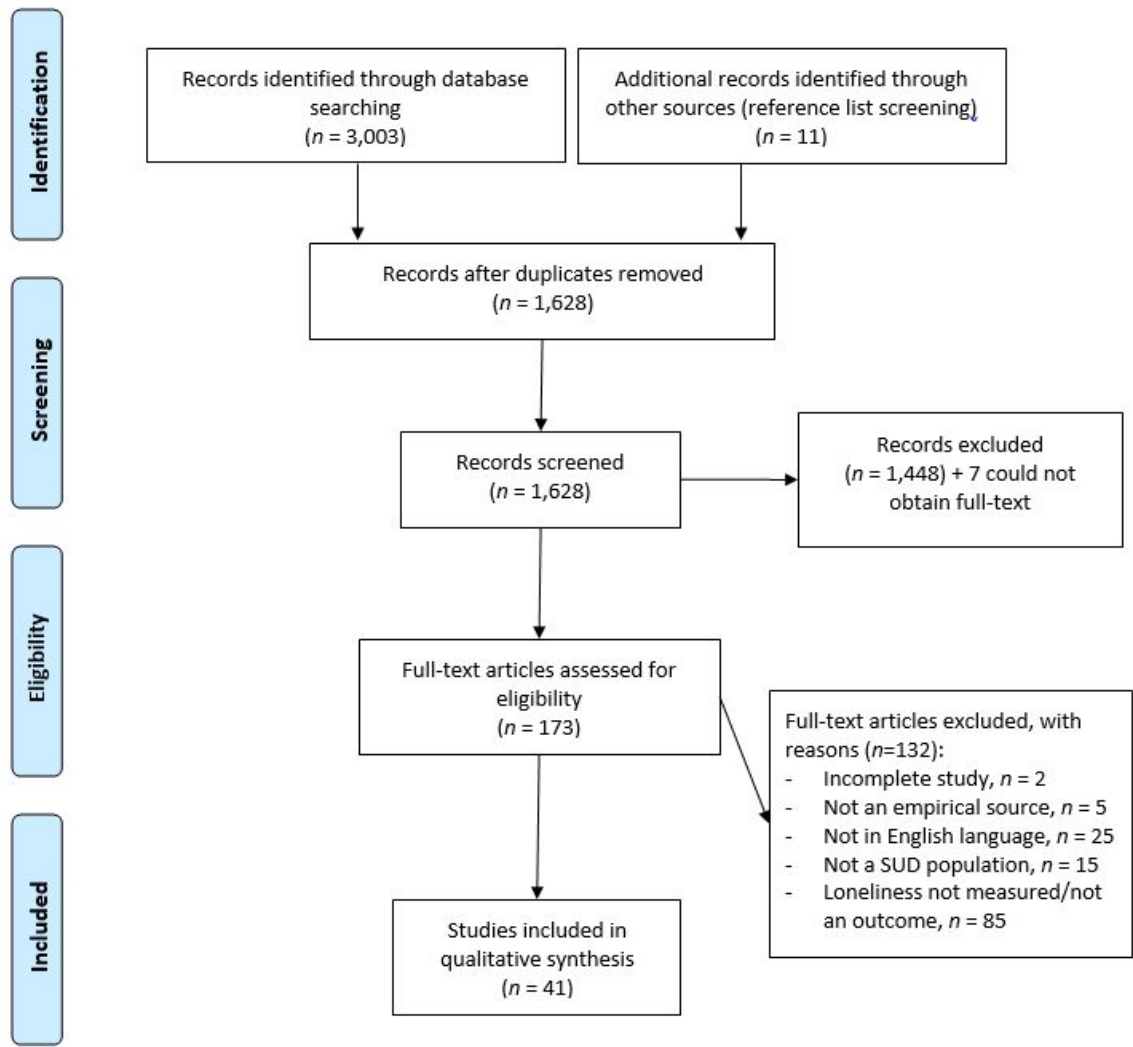 Identification
Records identified through database
searching
(n = 3,003)
Additional records identified through
other sources (reference list screening)
(n = 11)
Records after duplicates removed
(n = 1,628)
Screening
Records screened
(n = 1,628)
Records excluded
(n = 1,448) + 7 could not
obtain full-text
Eligibility
Full-text articles assessed for
eligibility
(n = 173)
Full-text articles excluded, with
reasons (n=132):
- Incomplete study, n = 2
- Not an empirical source, n = 5
- Not in English language, n = 25
- Not a SUD population, n = 15
- Loneliness not measured/not
an outcome, n = 85
Included
Studies included in
qualitative synthesis
(n = 41)